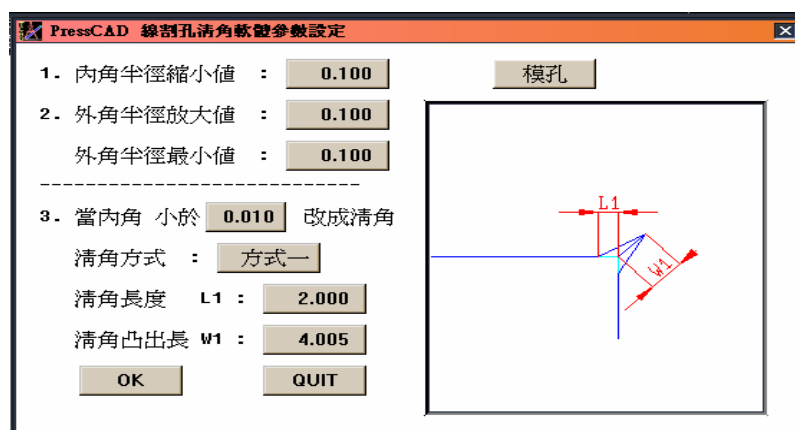 PressCAD 線割孔清角軟體參數設定
1. 內角半徑縮小值 : 0.100 模孔
2. 外角半徑放大值 : 0.100
外角半徑最小值 : 0.100
3. 當內角 小於 0.010 改成清角
清角方式 : 方式一
清角長度 L1 : 2.000
清角凸出長 W1 : 4.005
OK QUIT
L1
W1